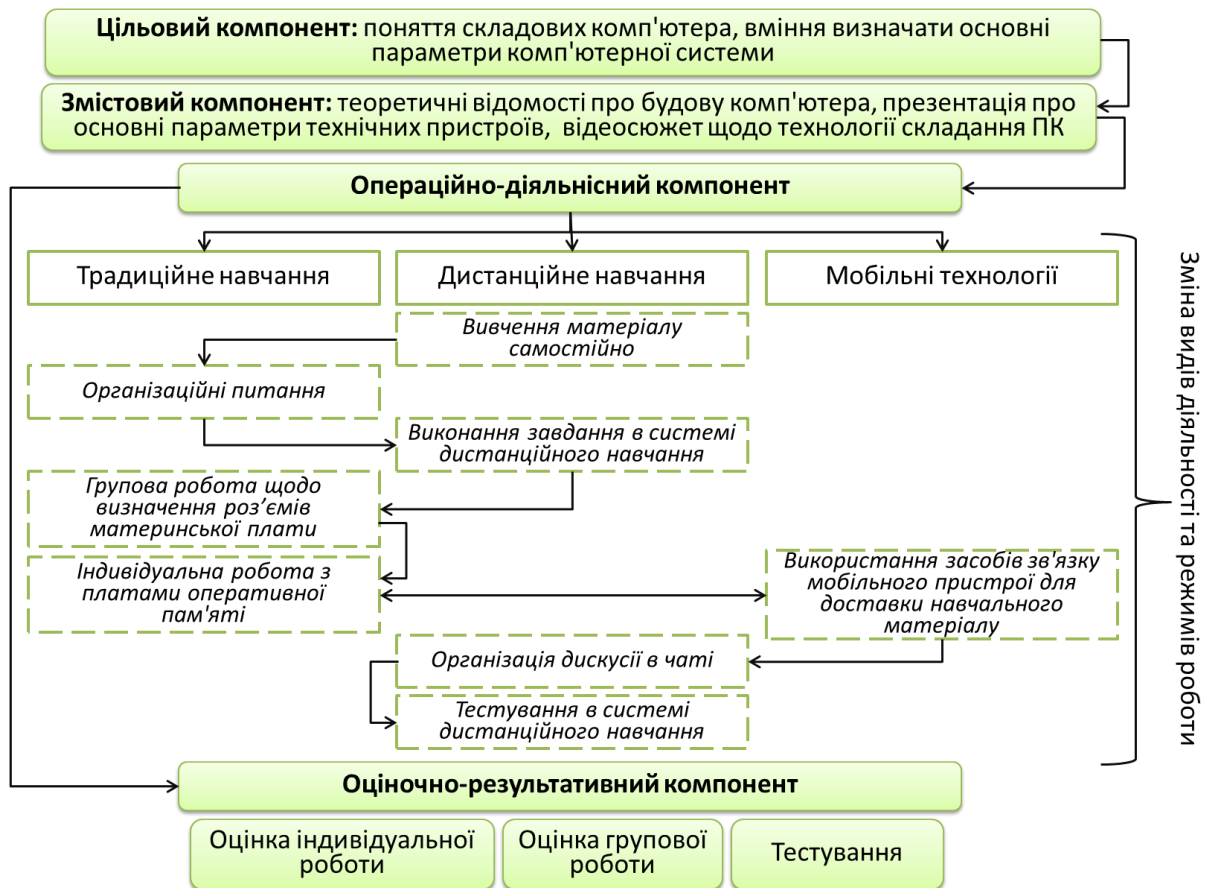 Цільовий компонент: поняття складових комп'ютера, вміння визначати основні
параметри комп'ютерної системи
Змістовий компонент: теоретичні відомості про будову комп'ютера, презентація про
основні параметри технічних пристроїв, відеосюжет щодо технології складання ПК
Операційно-діяльнісний компонент
Традиційне навчання
Дистанційне навчання
Мобільні технології
Вивчення матеріалу
самостійно
Організаційні питання
Виконання завдання в системі
дистанційного навчання
Групова робота щодо
визначення роз’ємів
материнської плати
Індивідуальна робота з
платами оперативної
пам'яті
Використання засобів зв'язку
мобільного пристрої для
доставки навчального
матеріалу
Організація дискусії в чаті
Тестування в системі
дистанційного навчання
Зміна видів діяльності та режимів роботи
Оціночно-результативний компонент
Оцінка індивідуальної
роботи
Оцінка групової
роботи
Тестування